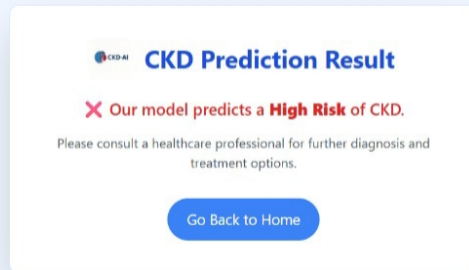 CKD-AI
CKD Prediction Result
❌ Our model predicts a High Risk of CKD.
Please consult a healthcare professional for further diagnosis and
treatment options.
Go Back to Home